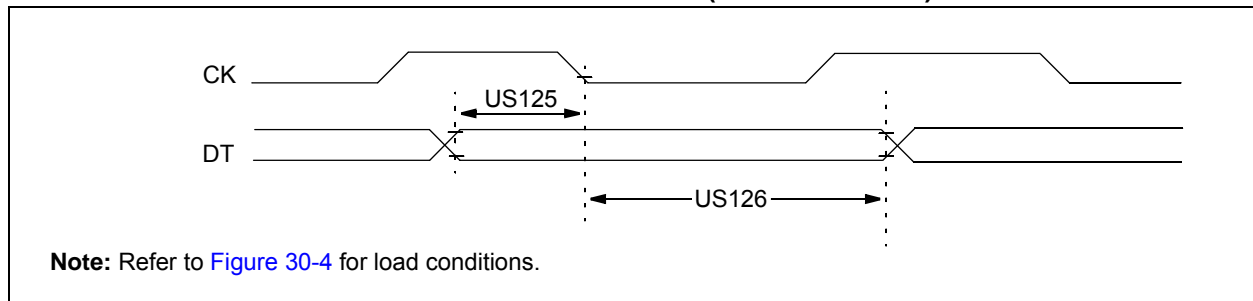 CK
US125
DT
US126
Note: Refer to Figure 30-4 for load conditions.